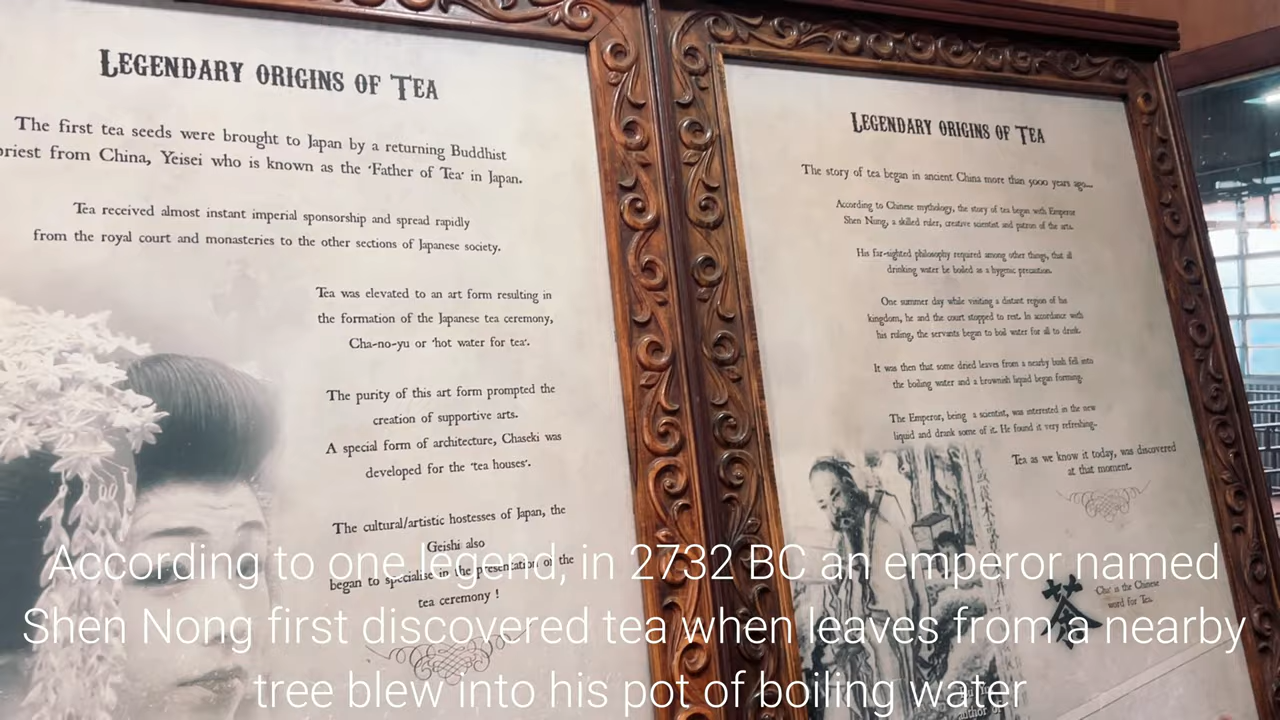 LEGENDARY ORIGINS OF TEA
The first tea seeds were brought to Japan by a returning Buddhist
priest from China, Yeisei who is known as the 'Father of Tea' in Japan.
Tea received almost instant imperial sponsorship and spread rapidly
from the royal court and monasteries to the other sections of Japanese society.
Tea was elevated to an art form resulting in
the formation of the Japanese tea ceremony,
Cha-no-yu or 'hot water for tea'.
The purity of this art form prompted the
creation of supportive arts.
A special form of architecture, Chaseki was
developed for the 'tea houses'.
The cultural/artistic hostesses of Japan, the
Geishi also
began to specialise in the presentation of the
tea ceremony !
LEGENDARY ORIGINS OF TEA
The story of tea began in ancient China more than 5000 years ago...
According to Chinese mythology, the story of tea began with Emperor
Shen Nung, a skilled ruler, creative scientist and patron of the arts.
His far-sighted philosophy required among other things, that all
drinking water be boiled as a hygenic precaution.
One summer day while visiting a distant region of his
kingdom, he and the court stopped to rest. In accordance with
his ruling, the servants began to boil water for all to drink.
It was then that some dried leaves from a nearby bush fell into
the boiling water and a brownish liquid began forming.
The Emperor, being a scientist, was interested in the new
liquid and drank some of it. He found it very refreshing.
Tea as we know it today, was discovered
at that moment.
茶
is the Chinese
word for Tea.
author of
According to one legend, in 2732 BC an emperor named
Shen Nong first discovered tea when leaves from a nearby
tree blew into his pot of boiling water